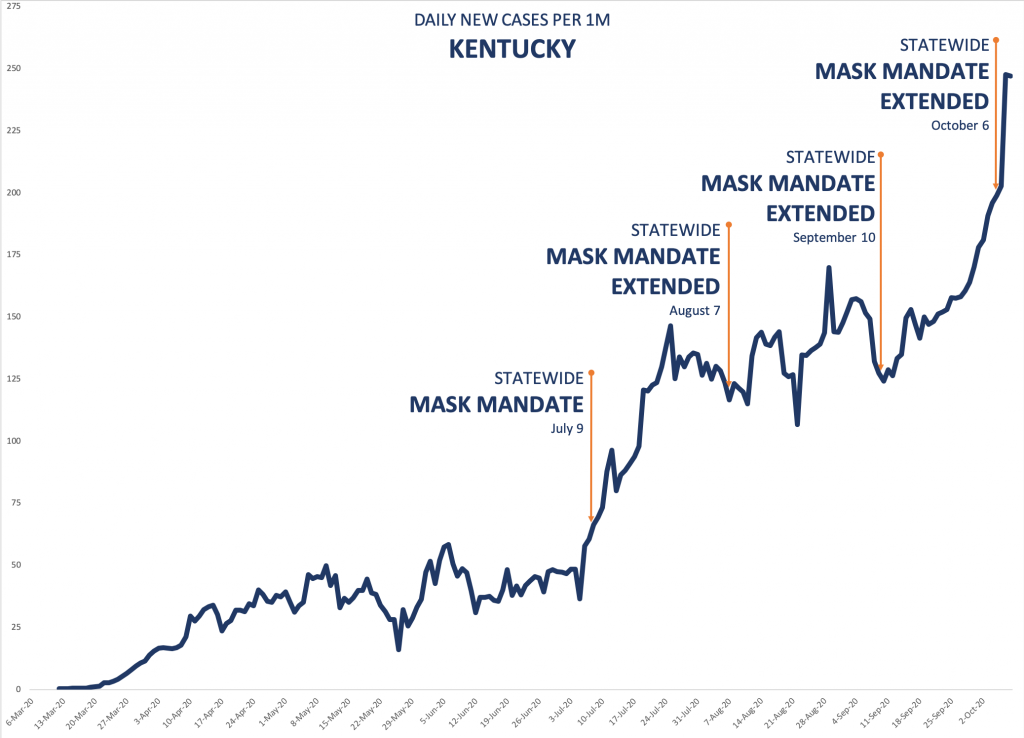 DAILY NEW CASES PER 1M
KENTUCKY
STATEWIDE
MASK MANDATE
EXTENDED
October 6
STATEWIDE
MASK MANDATE
EXTENDED
September 10
STATEWIDE
MASK MANDATE
EXTENDED
August 7
STATEWIDE
MASK MANDATE
July 9
275
250
225
200
175
150
125
100
75
50
25
0
6-Mar-20
13-Mar-20
20-Mar-20
27-Mar-20
3-Apr-20
10-Apr-20
17-Apr-20
24-Apr-20
1-May-20
8-May-20
15-May-20
22-May-20
29-May-20
5-Jun-20
12-Jun-20
19-Jun-20
26-Jun-20
3-Jul-20
10-Jul-20
17-Jul-20
24-Jul-20
31-Jul-20
7-Aug-20
14-Aug-20
21-Aug-20
28-Aug-20
4-Sep-20
11-Sep-20
18-Sep-20
25-Sep-20
2-Oct-20